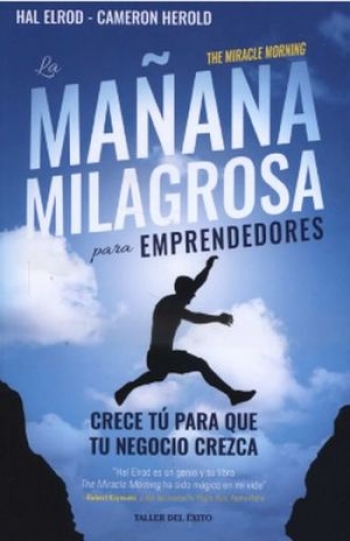 HAL ELROD - CAMERON HEROLD
THE MIRACLE MORNING
La
MAÑANA
MILAGROSA
para EMPRENDEDORES
CRECE TÚ PARA QUE
TU NEGOCIO CREZCA
"Hal Elrod es un genio y su libro
The Miracle Morning ha sido mágico en mi vida"
TALLER DEL ÉXITO